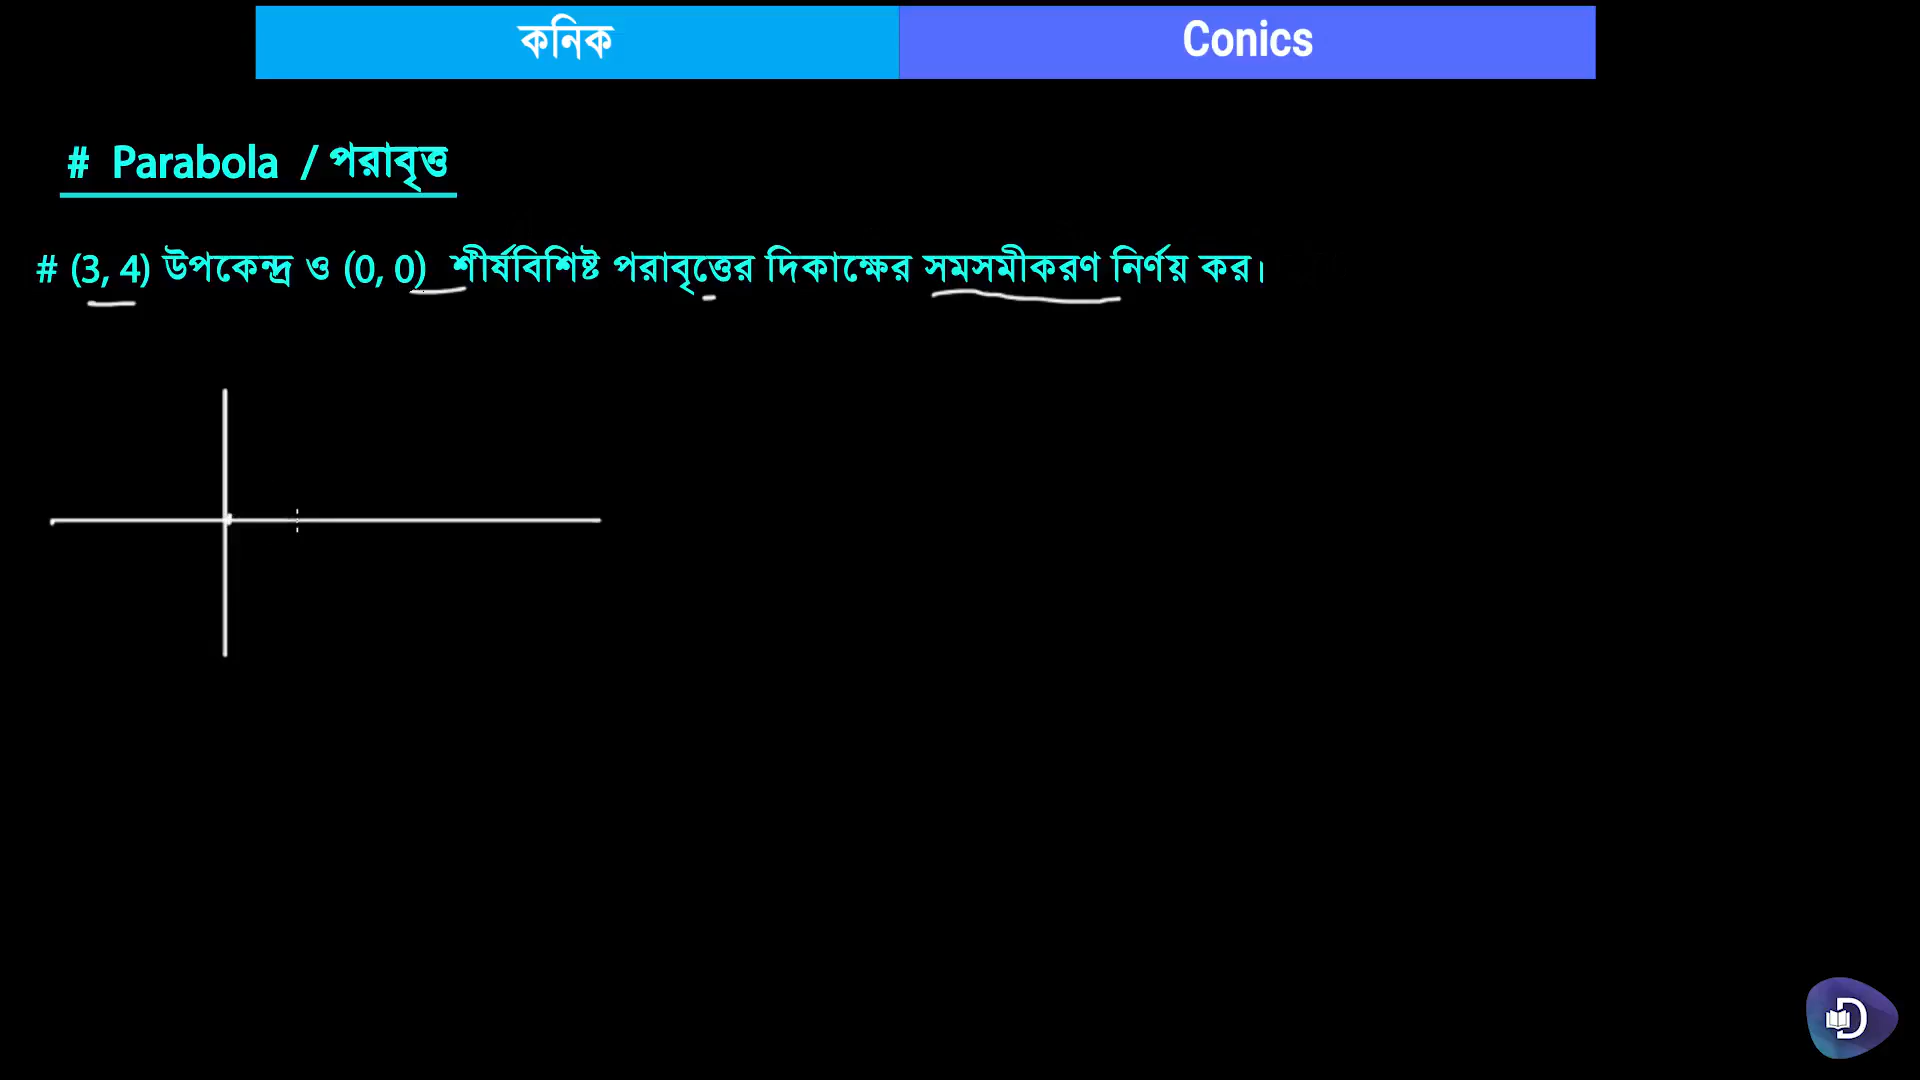 কনিক Conics
# Parabola / পরাবৃত্ত
# (3, 4) উপকেন্দ্র ও (0, 0) শীর্ষবিশিষ্ট পরাবৃত্তের দিকাক্ষের সমসমীকরণ নির্ণয় কর।